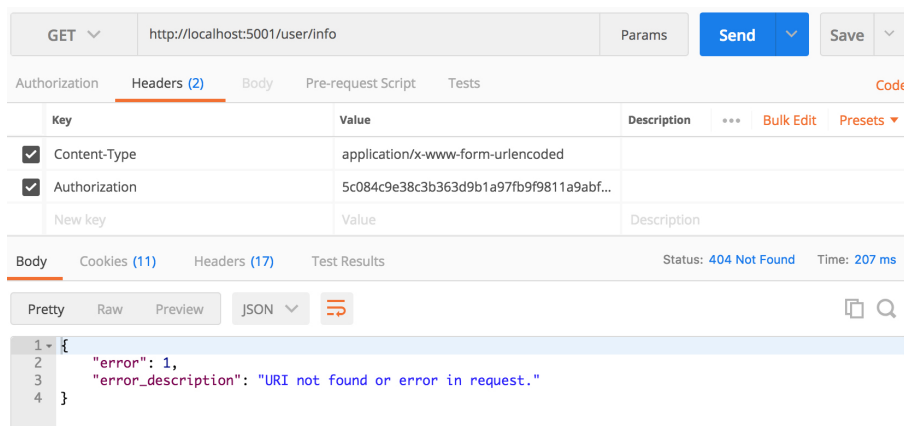 GET http://localhost:5001/user/info Params Send Save
Authorization Headers (2) Body Pre-request Script Tests Code
Key Value Description ••• Bulk Edit Presets
Content-Type application/x-www-form-urlencoded
Authorization 5c084c9e38c3b363d9b1a97fb9f9811a9abf...
New key Value Description
Body Cookies (11) Headers (17) Test Results Status: 404 Not Found Time: 207 ms
Pretty Raw Preview JSON
1 {
2 "error": 1,
3 "error_description": "URI not found or error in request."
4 }